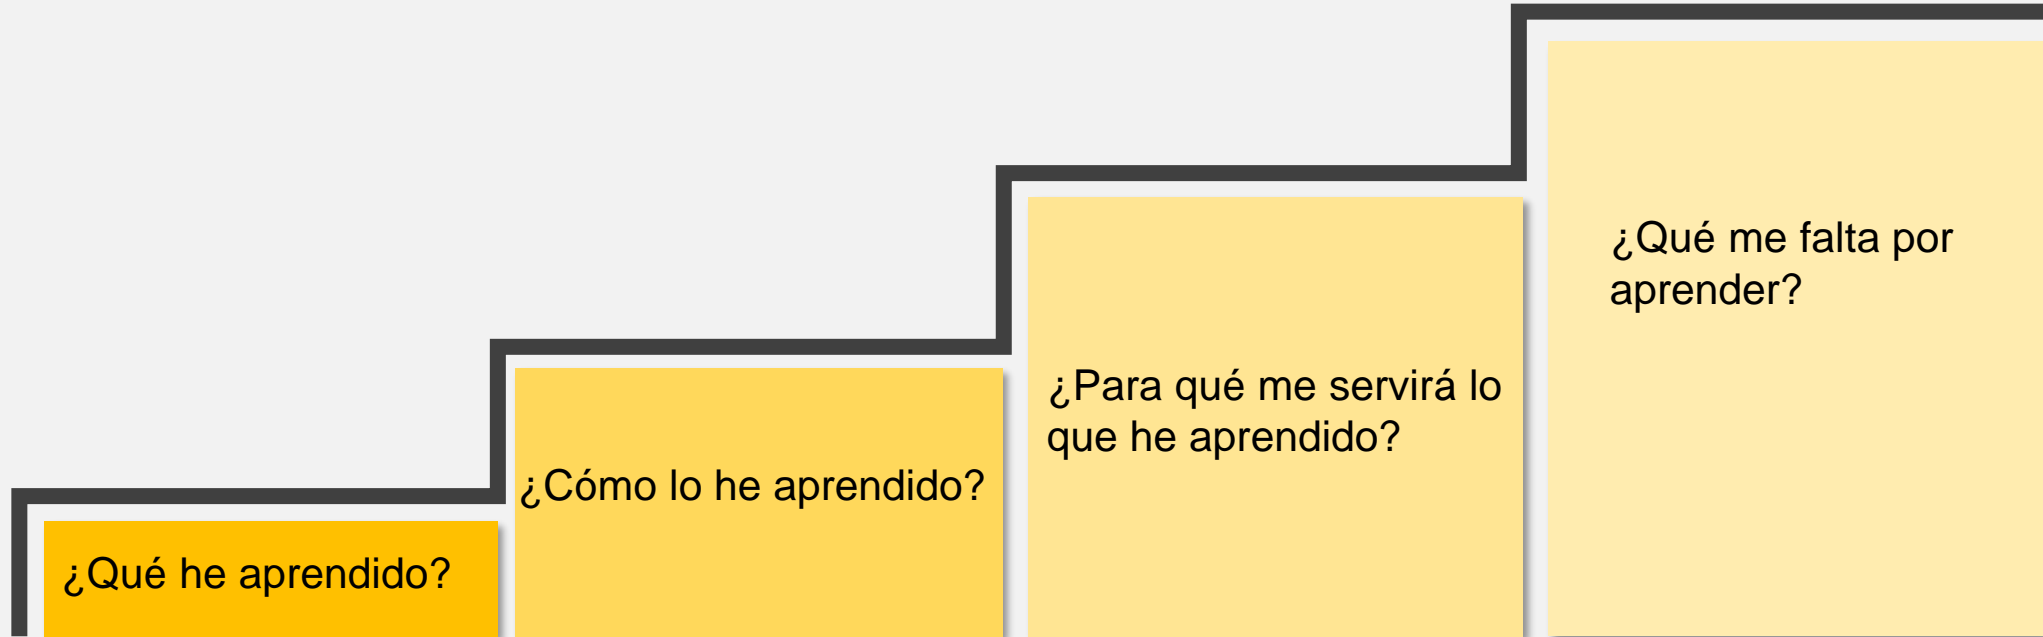 ¿Qué he aprendido?
¿Cómo lo he aprendido?
¿Para qué me servirá lo
que he aprendido?
¿Qué me falta por
aprender?